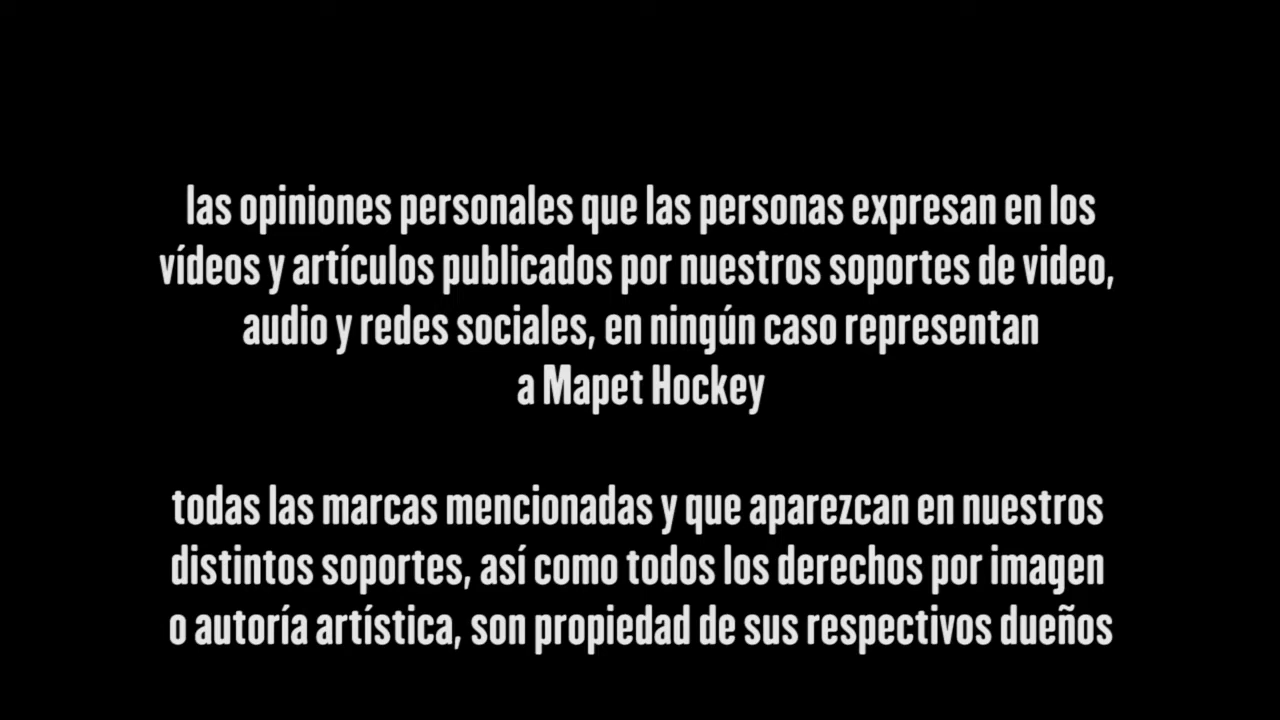 las opiniones personales que las personas expresan en los
vídeos y artículos publicados por nuestros soportes de video,
audio y redes sociales, en ningún caso representan
a Mapet Hockey
todas las marcas mencionadas y que aparezcan en nuestros
distintos soportes, así como todos los derechos por imagen
o autoría artística, son propiedad de sus respectivos dueños